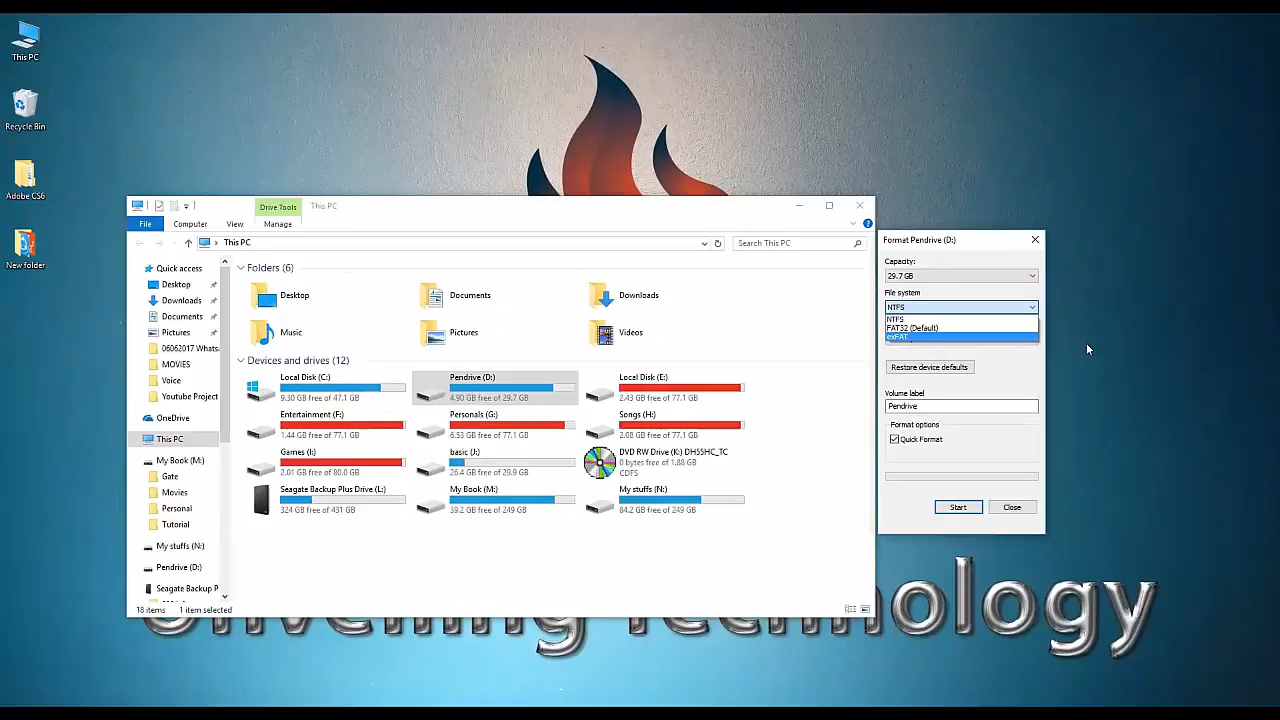 This PC
Recycle Bin
Adobe CS6
New folder
Drive Tools
This PC
File
Computer
View
Manage
This PC
Search This PC
Quick access
Desktop
Downloads
Documents
Pictures
06062017 Whats
MOVIES
Voice
Youtube Project
OneDrive
This PC
My Book (M:)
Gate
Movies
Personal
Tutorial
My stuffs (N:)
Pendrive (D:)
Seagate Backup P
Folders (6)
Desktop
Documents
Downloads
Music
Pictures
Videos
Devices and drives (12)
Local Disk (C:)
9.30 GB free of 47.1 GB
Pendrive (D:)
4.90 GB free of 29.7 GB
Local Disk (E:)
2.43 GB free of 77.1 GB
Entertainment (F:)
1.44 GB free of 77.1 GB
Personals (G:)
6.53 GB free of 77.1 GB
Songs (H:)
2.08 GB free of 77.1 GB
Games (I:)
2.01 GB free of 80.0 GB
basic (J:)
26.4 GB free of 29.9 GB
DVD RW Drive (K:) DH55HC_TC
0 bytes free of 1.88 GB
CDFS
Seagate Backup Plus Drive (L:)
324 GB free of 431 GB
My Book (M:)
39.2 GB free of 249 GB
My stuffs (N:)
84.2 GB free of 249 GB
18 items
1 item selected
Format Pendrive (D:)
Capacity:
29.7 GB
File system
NTFS
NTFS
FAT32 (Default)
exFAT
Restore device defaults
Volume label
Pendrive
Format options
Quick Format
Start
Close
Unveiling Technology